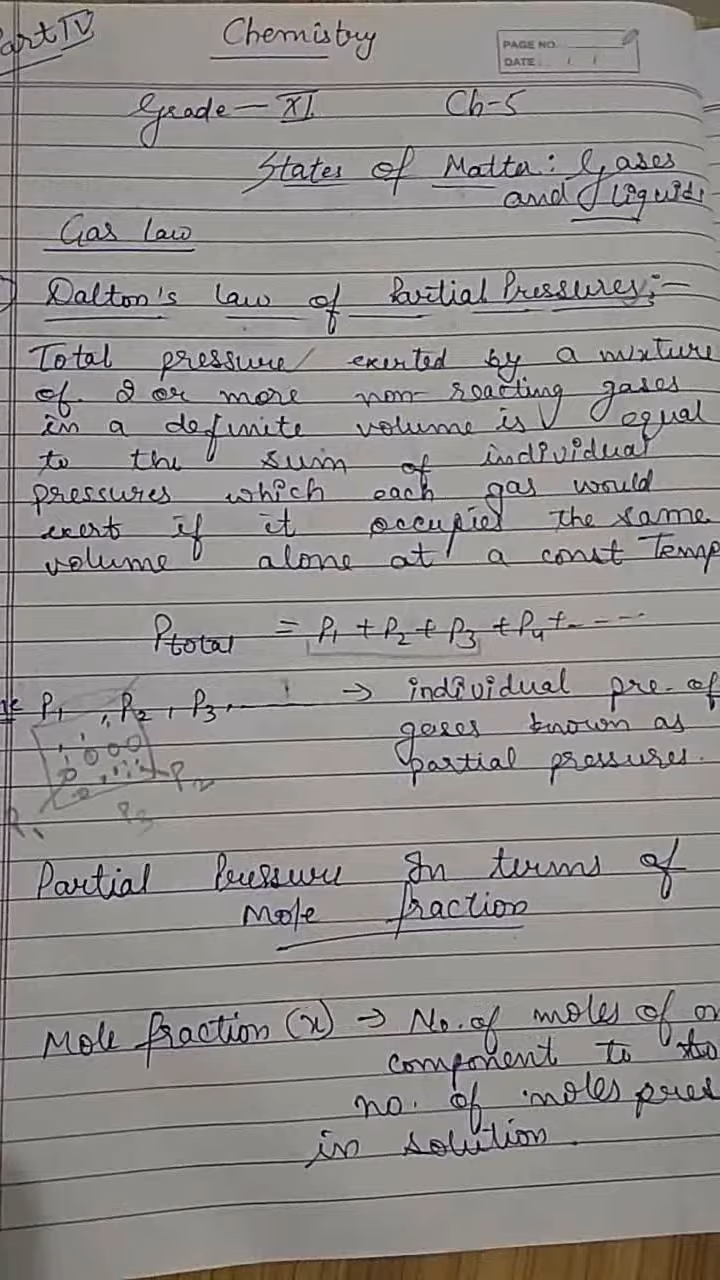 Part IV
Chemistry
PAGE NO.
DATE: / /
Grade - XI Ch-5
States of Matter: Gases
and Liquids
Gas Law
Dalton's Law of Partial Pressures:-
Total pressure exerted by a mixture
of 2 or more non-reacting gases
in a definite volume is equal
to the sum of individual
pressures which each gas would
exert if it occupies the same
volume alone at a const Temp
Ptotal = P1 + P2 + P3 + P4 + - - - -
P1, P2, P3, → individual pre. of
gases known as
partial pressures.
P2
P3
Partial Pressure In terms of
Mole fraction
Mole fraction (x) → No. of moles of
component to
no. of moles pres
in solution.